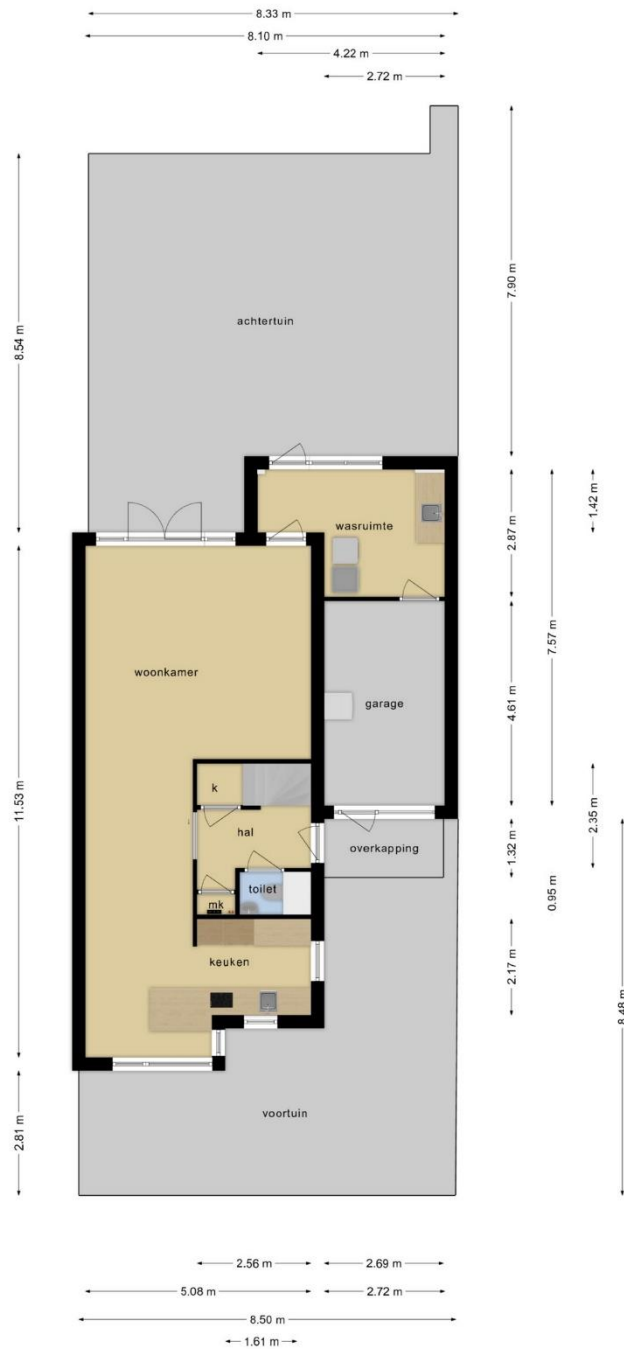 8.33 m
8.10 m
4.22 m
2.72 m
8.54 m
7.90 m
achtertuin
wasruimte
2.87 m
1.42 m
7.57 m
woonkamer
garage
4.61 m
11.53 m
k
hal
overkapping
1.32 m
2.35 m
toilet
mk
0.95 m
keuken
2.17 m
8.48 m
voortuin
2.81 m
2.56 m
2.69 m
5.08 m
2.72 m
8.50 m
1.61 m